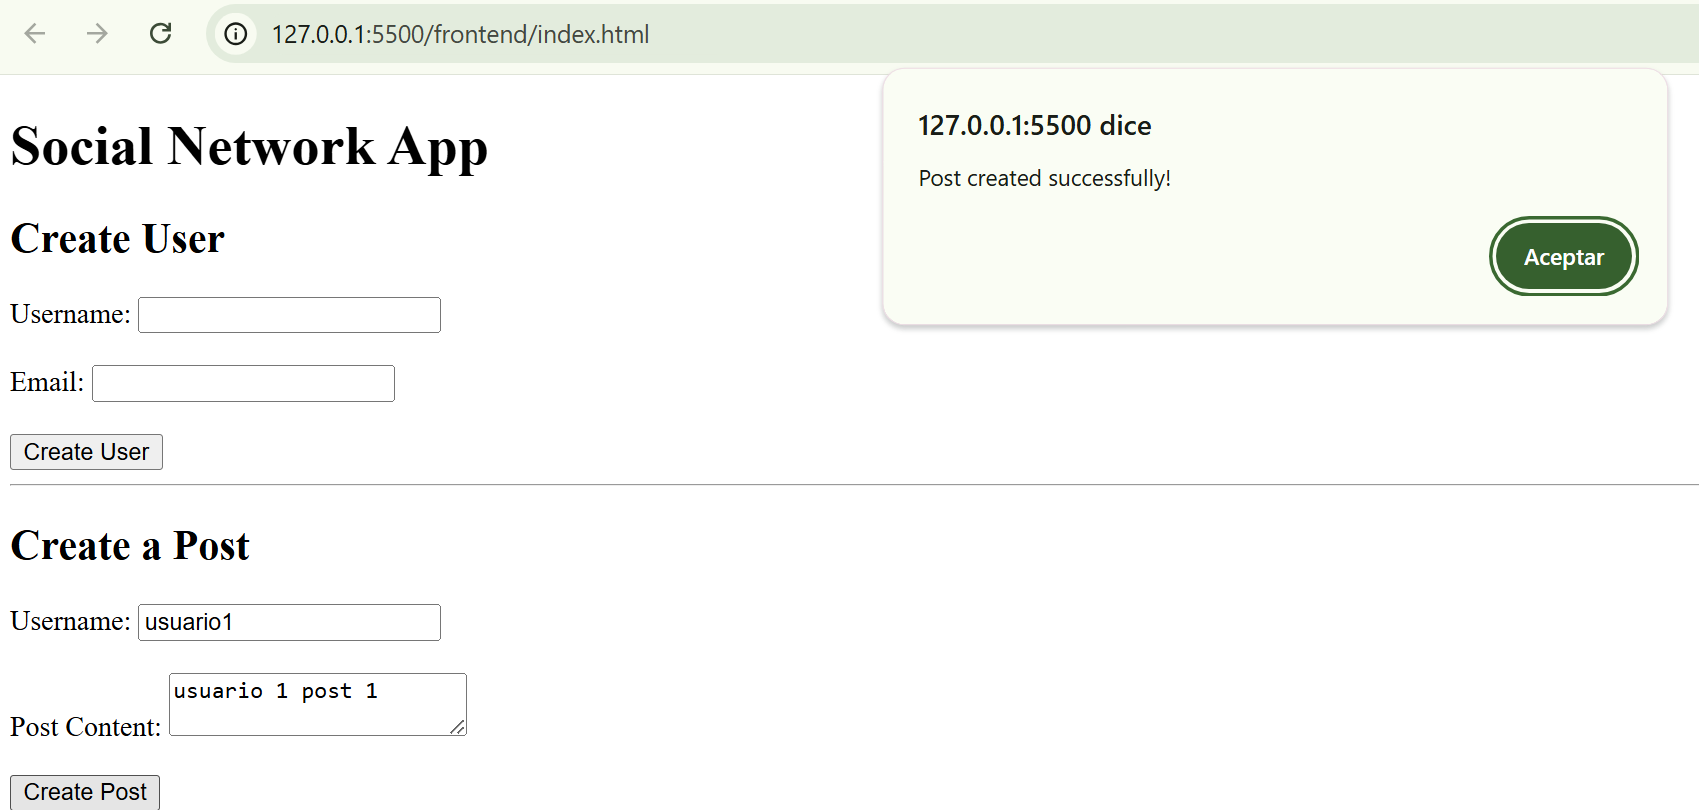 127.0.0.1:5500/frontend/index.html
127.0.0.1:5500 dice
Post created successfully!
Aceptar
Social Network App
Create User
Username:
Email:
Create User
Create a Post
Username: usuario1
Post Content: usuario 1 post 1
Create Post